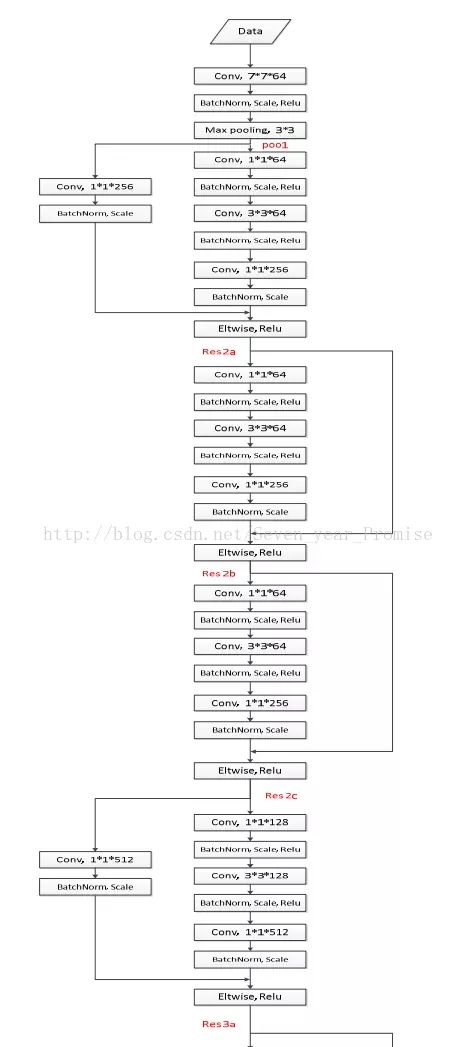 Data
Conv, 7*7*64
BatchNorm, Scale, Relu
Max pooling, 3*3
poo1
Conv, 1*1*64
Conv, 1*1*256
BatchNorm, Scale, Relu
BatchNorm, Scale
Conv, 3*3*64
BatchNorm, Scale, Relu
Conv, 1*1*256
BatchNorm, Scale
Eltwise, Relu
Res2a
Conv, 1*1*64
BatchNorm, Scale, Relu
Conv, 3*3*64
BatchNorm, Scale, Relu
Conv, 1*1*256
BatchNorm, Scale
http://blog.csdn.net/Seven_year_Promise
Eltwise, Relu
Res2b
Conv, 1*1*64
BatchNorm, Scale, Relu
Conv, 3*3*64
BatchNorm, Scale, Relu
Conv, 1*1*256
BatchNorm, Scale
Eltwise, Relu
Res2c
Conv, 1*1*128
BatchNorm, Scale, Relu
Conv, 1*1*512
Conv, 3*3*128
BatchNorm, Scale
BatchNorm, Scale, Relu
Conv, 1*1*512
BatchNorm, Scale
Eltwise, Relu
Res3a